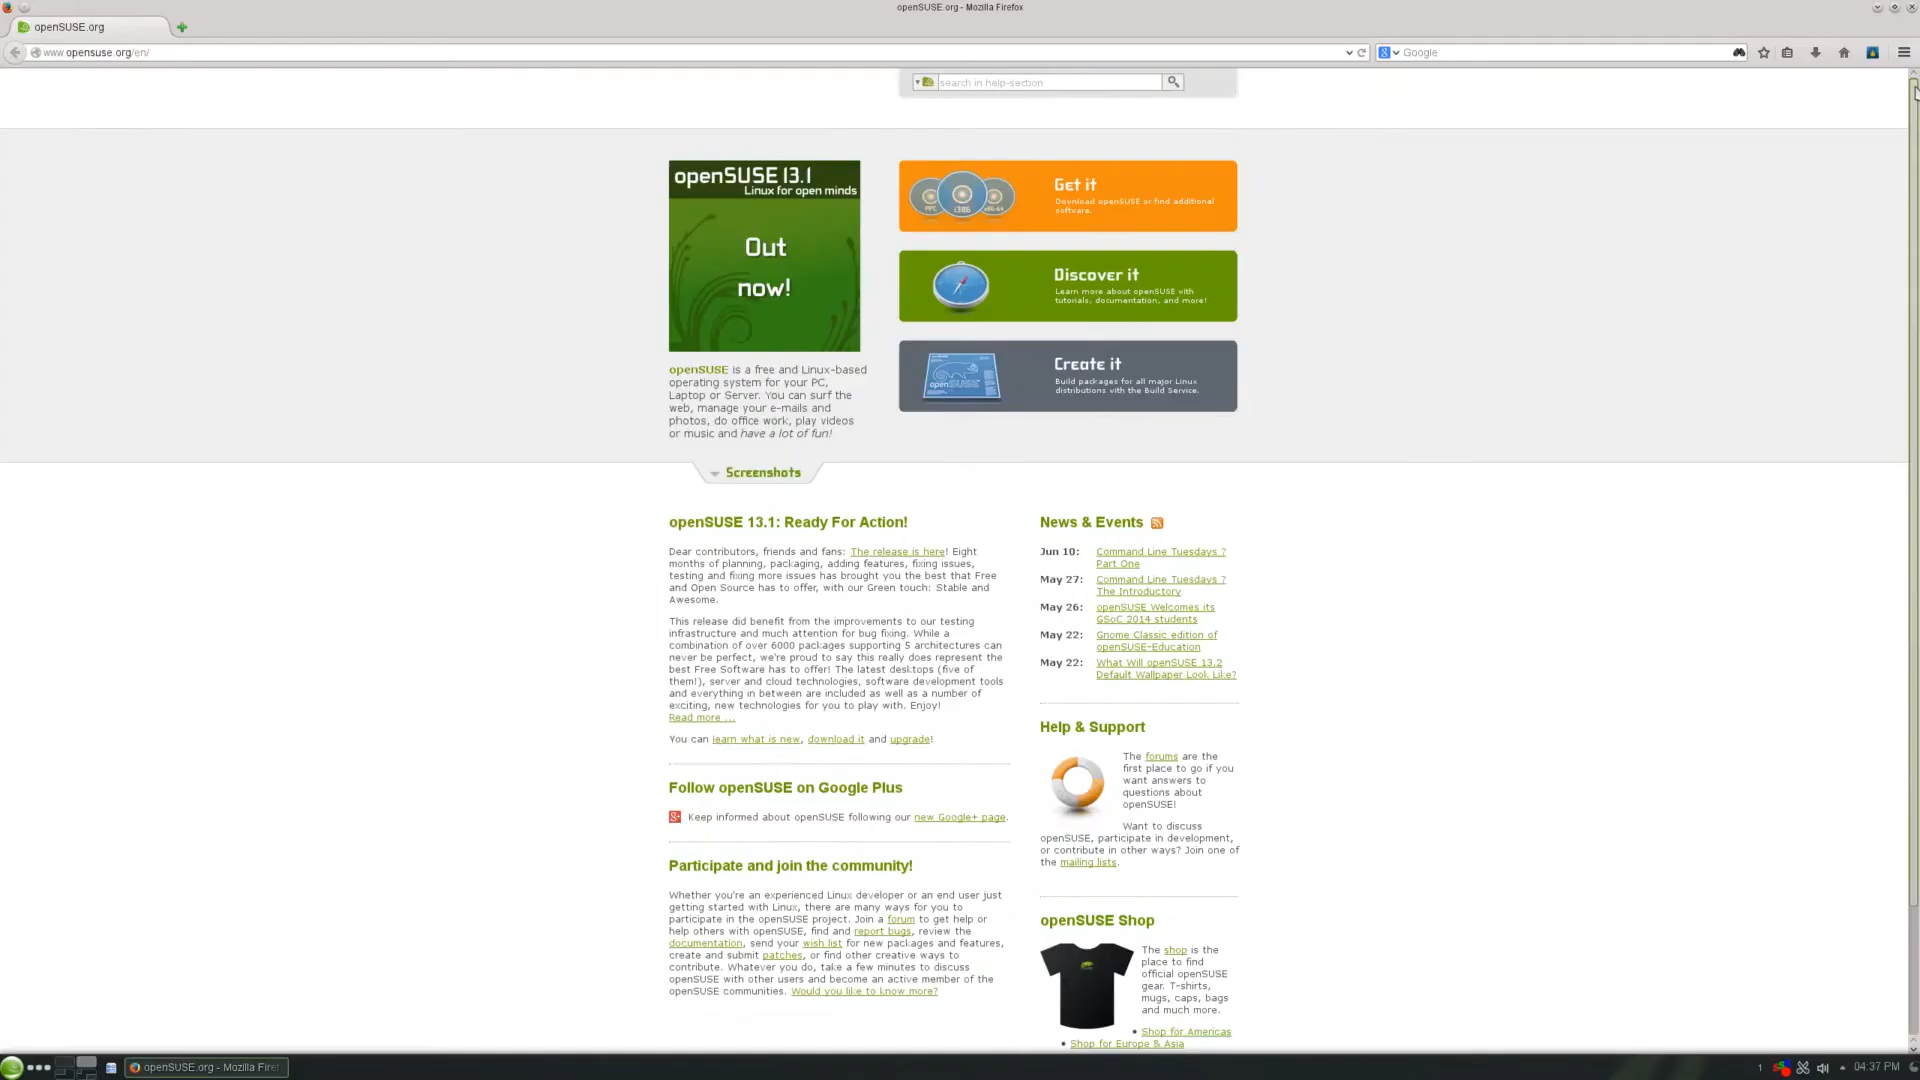 openSUSE.org - Mozilla Firefox
openSUSE.org
www.opensuse.org/en/
Google
search in help-section
openSUSE 13.1
Linux for open minds
Out
now!
openSUSE is a free and Linux-based
operating system for your PC,
Laptop or Server. You can surf the
web, manage your e-mails and
photos, do office work, play videos
or music and have a lot of fun!
PPC
i386
x86-64
Get it
Download openSUSE or find additional
software.
Discover it
Learn more about openSUSE with
tutorials, documentation, and more!
openSUSE
Create it
Build packages for all major Linux
distributions with the Build Service.
Screenshots
openSUSE 13.1: Ready For Action!
Dear contributors, friends and fans: The release is here! Eight
months of planning, packaging, adding features, fixing issues,
testing and fixing more issues has brought you the best that Free
and Open Source has to offer, with our Green touch: Stable and
Awesome.
This release did benefit from the improvements to our testing
infrastructure and much attention for bug fixing. While a
combination of over 6000 packages supporting 5 architectures can
never be perfect, we're proud to say this really does represent the
best Free Software has to offer! The latest desktops (five of
them!), server and cloud technologies, software development tools
and everything in between are included as well as a number of
exciting, new technologies for you to play with. Enjoy!
Read more ...
You can learn what is new, download it and upgrade!
Follow openSUSE on Google Plus
Keep informed about openSUSE following our new Google+ page.
Participate and join the community!
Whether you're an experienced Linux developer or an end user just
getting started with Linux, there are many ways for you to
participate in the openSUSE project. Join a forum to get help or
help others with openSUSE, find and report bugs, review the
documentation, send your wish list for new packages and features,
create and submit patches, or find other creative ways to
contribute. Whatever you do, take a few minutes to discuss
openSUSE with other users and become an active member of the
openSUSE communities. Would you like to know more?
News & Events
Jun 10: Command Line Tuesdays ?
Part One
May 27: Command Line Tuesdays ?
The Introductory
May 26: openSUSE Welcomes its
GSoC 2014 students
May 22: Gnome Classic edition of
openSUSE-Education
May 22: What Will openSUSE 13.2
Default Wallpaper Look Like?
Help & Support
The forums are the
first place to go if you
want answers to
questions about
openSUSE!
Want to discuss
openSUSE, participate in development,
or contribute in other ways? Join one of
the mailing lists.
openSUSE Shop
The shop is the
place to find
official openSUSE
gear. T-shirts,
mugs, caps, bags
and much more.
• Shop for Americas
• Shop for Europe & Asia
openSUSE.org - Mozilla Firef
1
04:37 PM